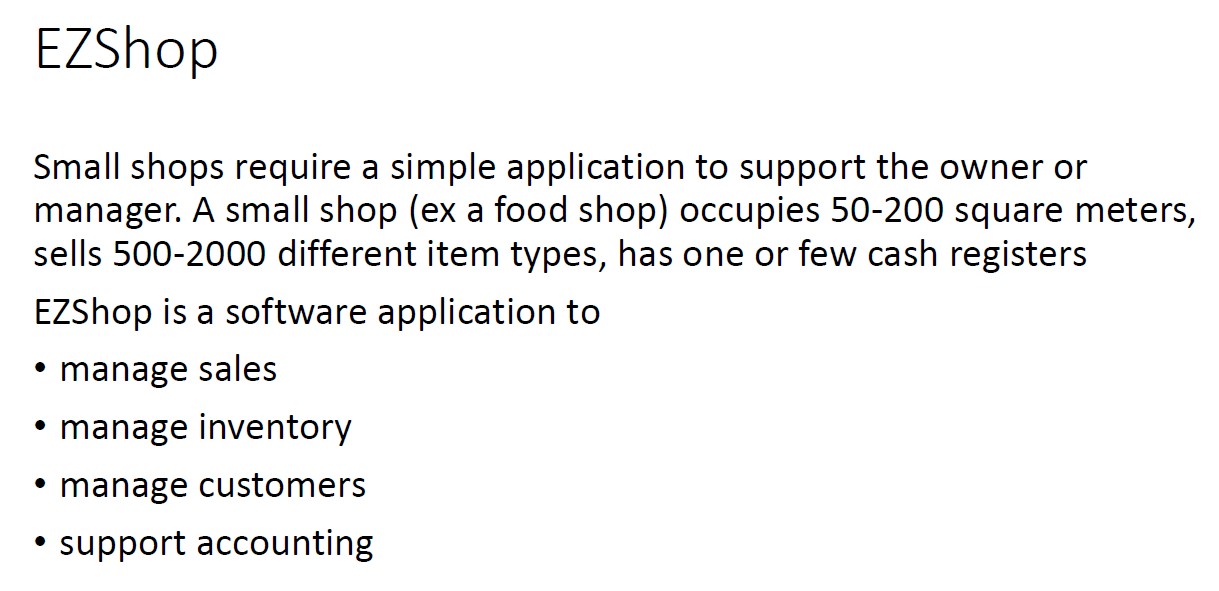 EZShop
Small shops require a simple application to support the owner or
manager. A small shop (ex a food shop) occupies 50-200 square meters,
sells 500-2000 different item types, has one or few cash registers
EZShop is a software application to
• manage sales
• manage inventory
• manage customers
• support accounting